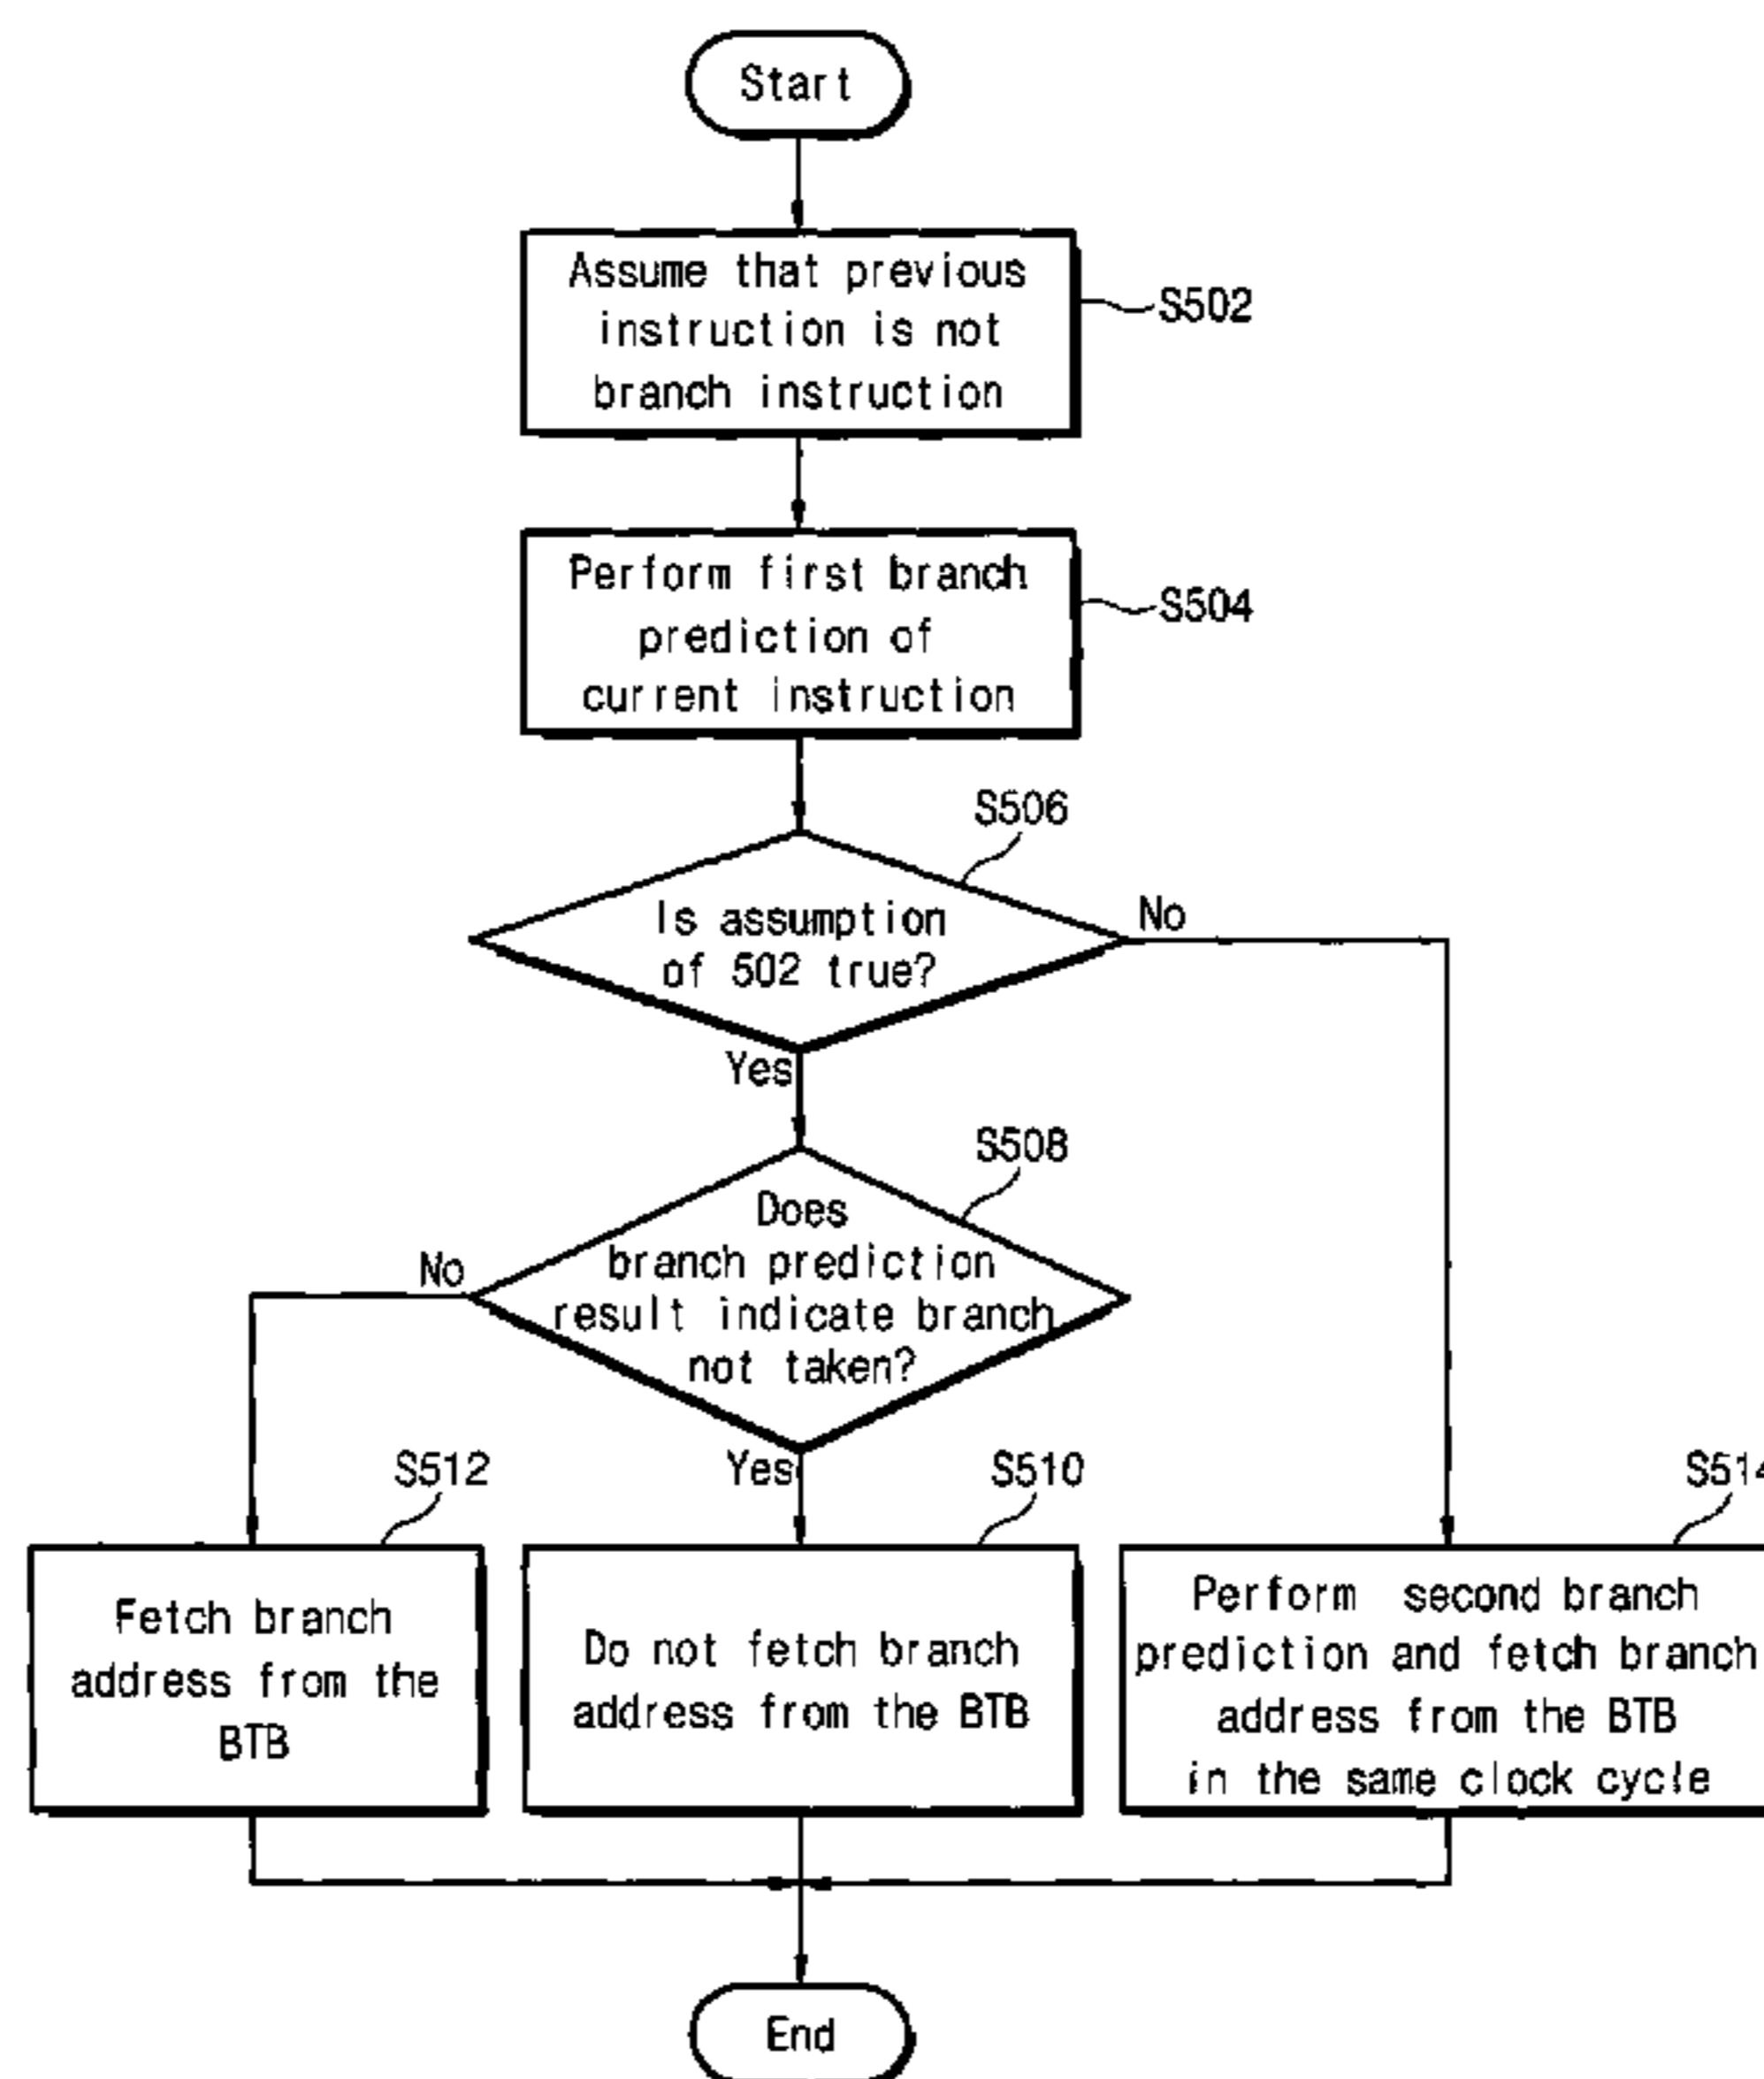 Start
Assume that previous
instruction is not
branch instruction
S502
Perform first branch
prediction of
current instruction
S504
S506
Is assumption
of 502 true?
No
Yes
S508
Does
branch prediction
result indicate branch
not taken?
No
Yes
S512
S510
S514
Fetch branch
address from the
BTB
Do not fetch branch
address from the BTB
Perform second branch
prediction and fetch branch
address from the BTB
in the same clock cycle
End